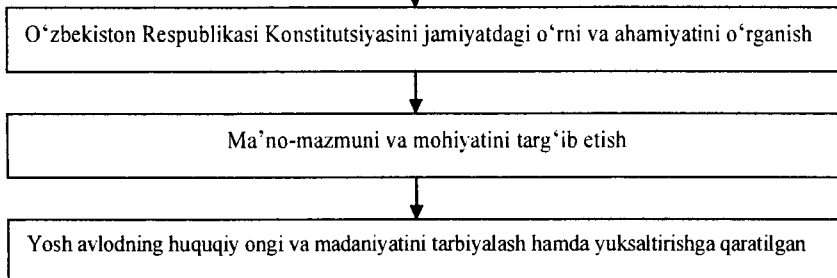 O‘zbekiston Respublikasi Konstitutsiyasini jamiyatdagi o‘rni va ahamiyatini o‘rganish
Ma’no-mazmuni va mohiyatini targ‘ib etish
Yosh avlodning huquqiy ongi va madaniyatini tarbiyalash hamda yuksaltirishga qaratilgan